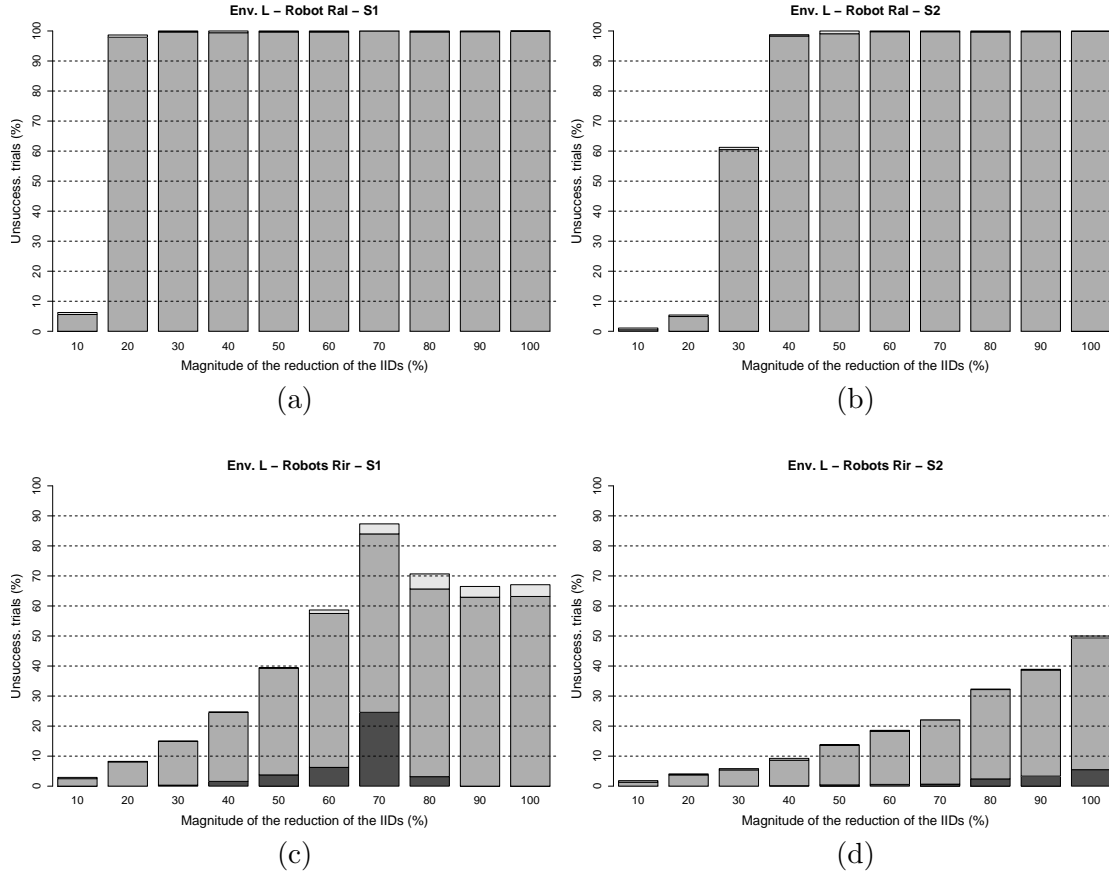 Env. L − Robot Ral − S1
Unsuccess. trials (%)
100
90
80
70
60
50
40
30
20
10
0
10 20 30 40 50 60 70 80 90 100
Magnitude of the reduction of the IIDs (%)
(a)
Env. L − Robot Ral − S2
Unsuccess. trials (%)
100
90
80
70
60
50
40
30
20
10
0
10 20 30 40 50 60 70 80 90 100
Magnitude of the reduction of the IIDs (%)
(b)
Env. L − Robots Rir − S1
Unsuccess. trials (%)
100
90
80
70
60
50
40
30
20
10
0
10 20 30 40 50 60 70 80 90 100
Magnitude of the reduction of the IIDs (%)
(c)
Env. L − Robots Rir − S2
Unsuccess. trials (%)
100
90
80
70
60
50
40
30
20
10
0
10 20 30 40 50 60 70 80 90 100
Magnitude of the reduction of the IIDs (%)
(d)